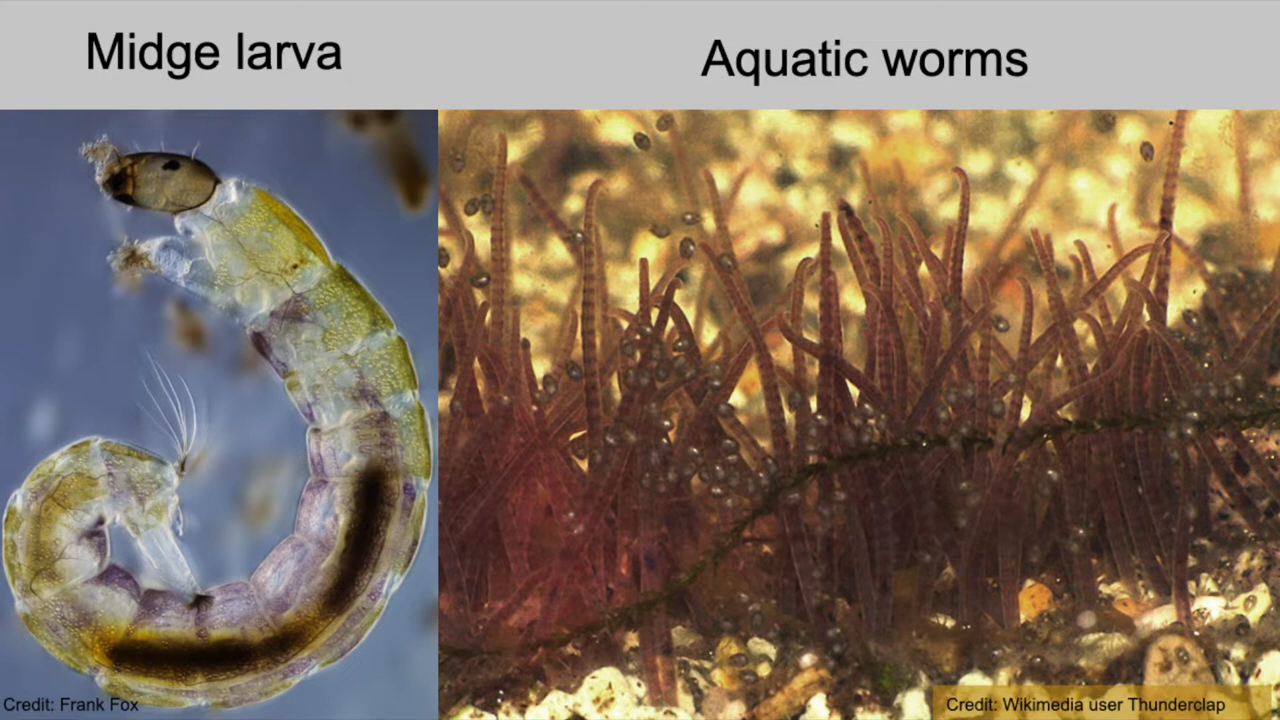 Midge larva
Aquatic worms
Credit: Frank Fox
Credit: Wikimedia user Thunderclap